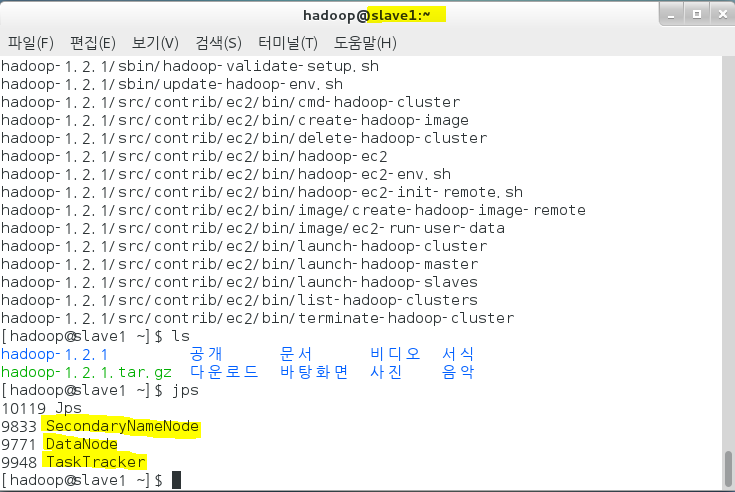 hadoop@slave1:~
파일(F) 편집(E) 보기(V) 검색(S) 터미널(T) 도움말(H)
hadoop-1.2.1/sbin/hadoop-validate-setup.sh
hadoop-1.2.1/sbin/update-hadoop-env.sh
hadoop-1.2.1/src/contrib/ec2/bin/cmd-hadoop-cluster
hadoop-1.2.1/src/contrib/ec2/bin/create-hadoop-image
hadoop-1.2.1/src/contrib/ec2/bin/delete-hadoop-cluster
hadoop-1.2.1/src/contrib/ec2/bin/hadoop-ec2
hadoop-1.2.1/src/contrib/ec2/bin/hadoop-ec2-env.sh
hadoop-1.2.1/src/contrib/ec2/bin/hadoop-ec2-init-remote.sh
hadoop-1.2.1/src/contrib/ec2/bin/image/create-hadoop-image-remote
hadoop-1.2.1/src/contrib/ec2/bin/image/ec2-run-user-data
hadoop-1.2.1/src/contrib/ec2/bin/launch-hadoop-cluster
hadoop-1.2.1/src/contrib/ec2/bin/launch-hadoop-master
hadoop-1.2.1/src/contrib/ec2/bin/launch-hadoop-slaves
hadoop-1.2.1/src/contrib/ec2/bin/list-hadoop-clusters
hadoop-1.2.1/src/contrib/ec2/bin/terminate-hadoop-cluster
[hadoop@slave1 ~]$ ls
hadoop-1.2.1 공개 문서 비디오 서식
hadoop-1.2.1.tar.gz 다운로드 바탕화면 사진 음악
[hadoop@slave1 ~]$ jps
10119 Jps
9833 SecondaryNameNode
9771 DataNode
9948 TaskTracker
[hadoop@slave1 ~]$